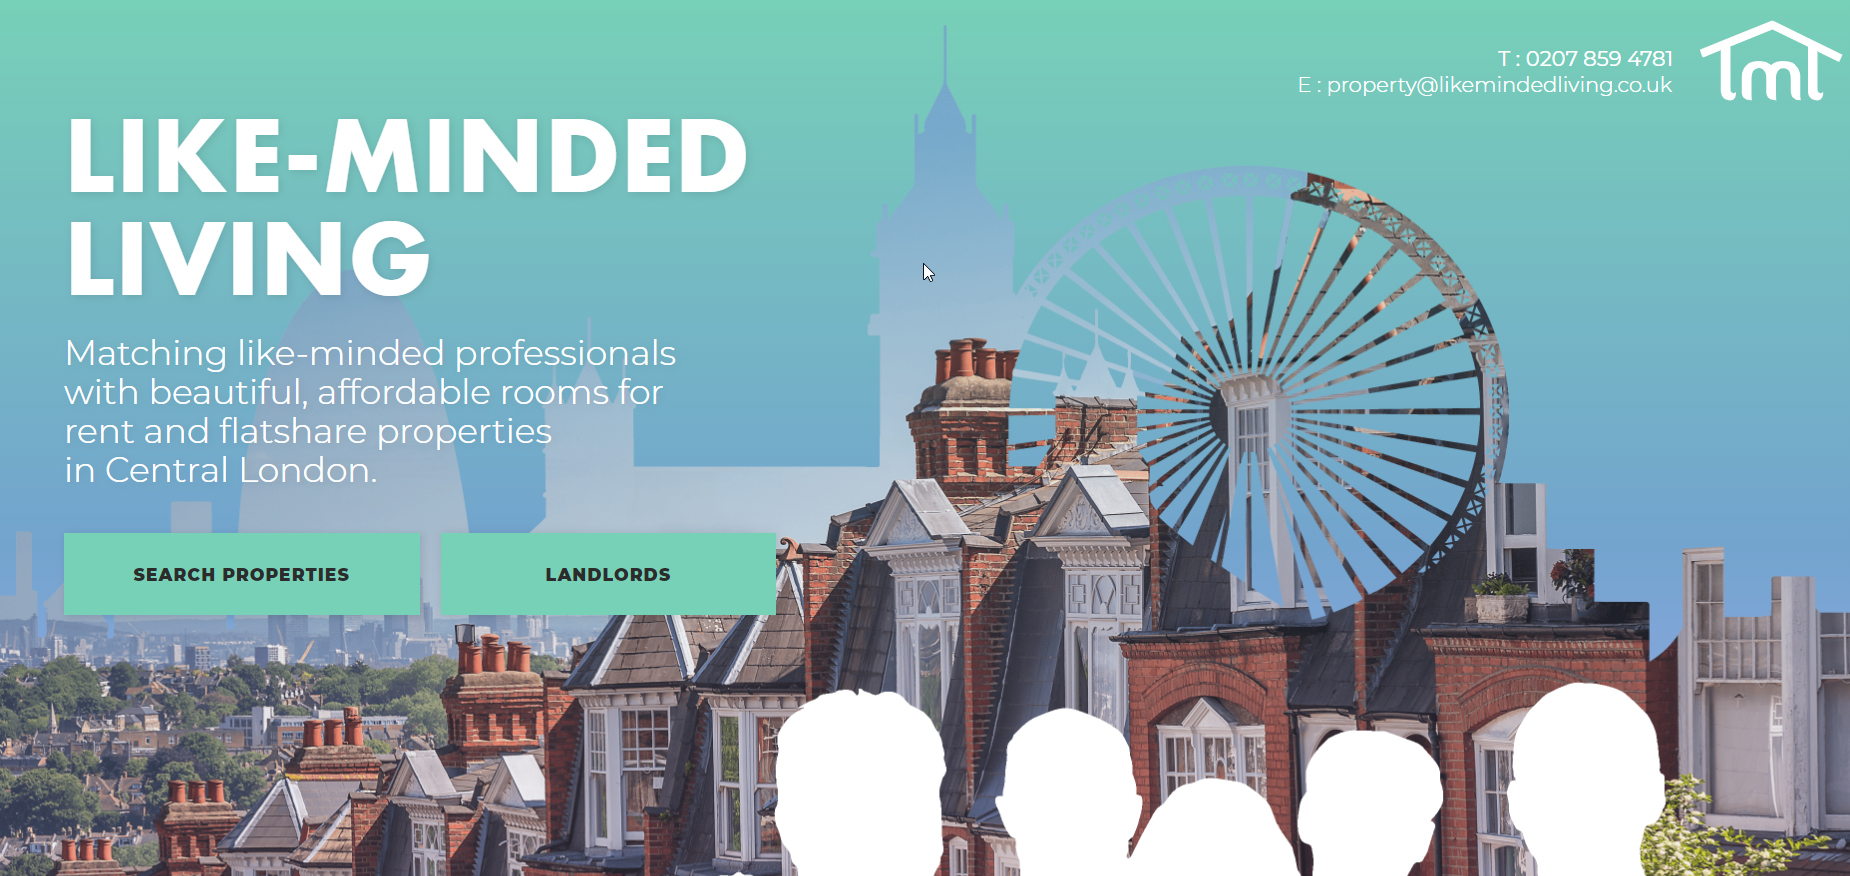 T : 0207 859 4781
E : property@likemindedliving.co.uk
lml
LIKE-MINDED
LIVING
Matching like-minded professionals
with beautiful, affordable rooms for
rent and flatshare properties
in Central London.
SEARCH PROPERTIES
LANDLORDS